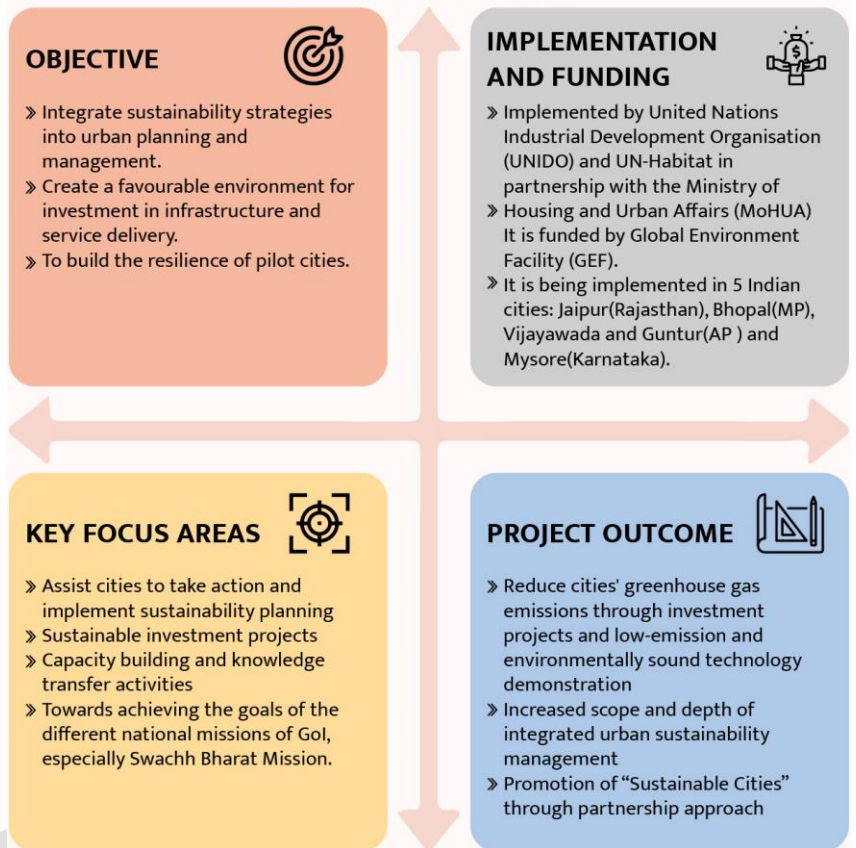 OBJECTIVE
» Integrate sustainability strategies
into urban planning and
management.
» Create a favourable environment for
investment in infrastructure and
service delivery.
» To build the resilience of pilot cities.
IMPLEMENTATION
AND FUNDING
» Implemented by United Nations
Industrial Development Organisation
(UNIDO) and UN-Habitat in
partnership with the Ministry of
» Housing and Urban Affairs (MoHUA)
It is funded by Global Environment
Facility (GEF).
» It is being implemented in 5 Indian
cities: Jaipur(Rajasthan), Bhopal(MP),
Vijayawada and Guntur(AP ) and
Mysore(Karnataka).
KEY FOCUS AREAS
» Assist cities to take action and
implement sustainability planning
» Sustainable investment projects
» Capacity building and knowledge
transfer activities
» Towards achieving the goals of the
different national missions of GoI,
especially Swachh Bharat Mission.
PROJECT OUTCOME
» Reduce cities' greenhouse gas
emissions through investment
projects and low-emission and
environmentally sound technology
demonstration
» Increased scope and depth of
integrated urban sustainability
management
» Promotion of “Sustainable Cities”
through partnership approach